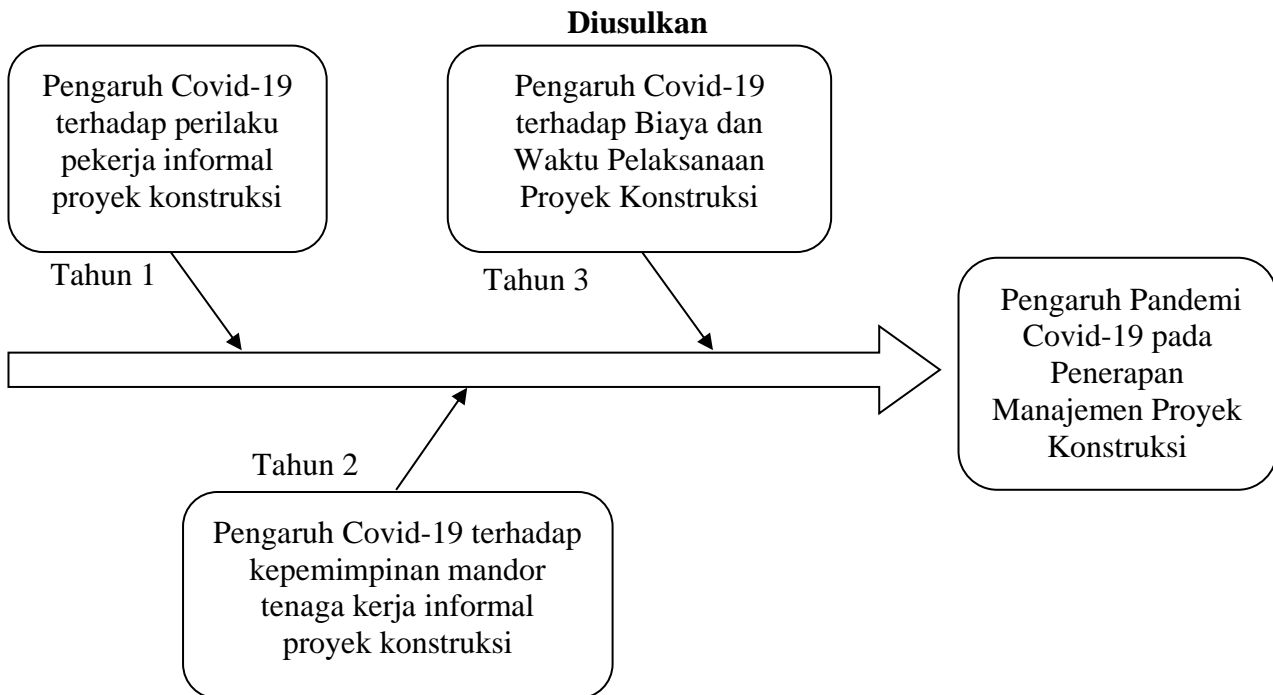 Diusulkan
Pengaruh Covid-19
terhadap perilaku
pekerja informal
proyek konstruksi
Pengaruh Covid-19
terhadap Biaya dan
Waktu Pelaksanaan
Proyek Konstruksi
Tahun 1
Tahun 3
Pengaruh Pandemi
Covid-19 pada
Penerapan
Manajemen Proyek
Konstruksi
Tahun 2
Pengaruh Covid-19 terhadap
kepemimpinan mandor
tenaga kerja informal
proyek konstruksi